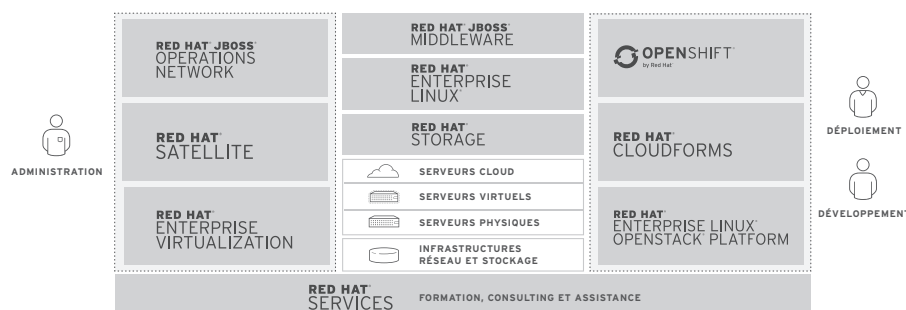 ADMINISTRATION
RED HAT® JBOSS®
OPERATIONS
NETWORK
RED HAT®
SATELLITE
RED HAT®
ENTERPRISE
VIRTUALIZATION
RED HAT® JBOSS®
MIDDLEWARE
RED HAT®
ENTERPRISE
LINUX®
RED HAT®
STORAGE
SERVEURS CLOUD
SERVEURS VIRTUELS
SERVEURS PHYSIQUES
INFRASTRUCTURES
RÉSEAU ET STOCKAGE
OPENSHIFT™
by Red Hat®
RED HAT®
CLOUDFORMS
RED HAT®
ENTERPRISE LINUX®
OPENSTACK® PLATFORM
DÉPLOIEMENT
DÉVELOPPEMENT
RED HAT®
SERVICES
FORMATION, CONSULTING ET ASSISTANCE